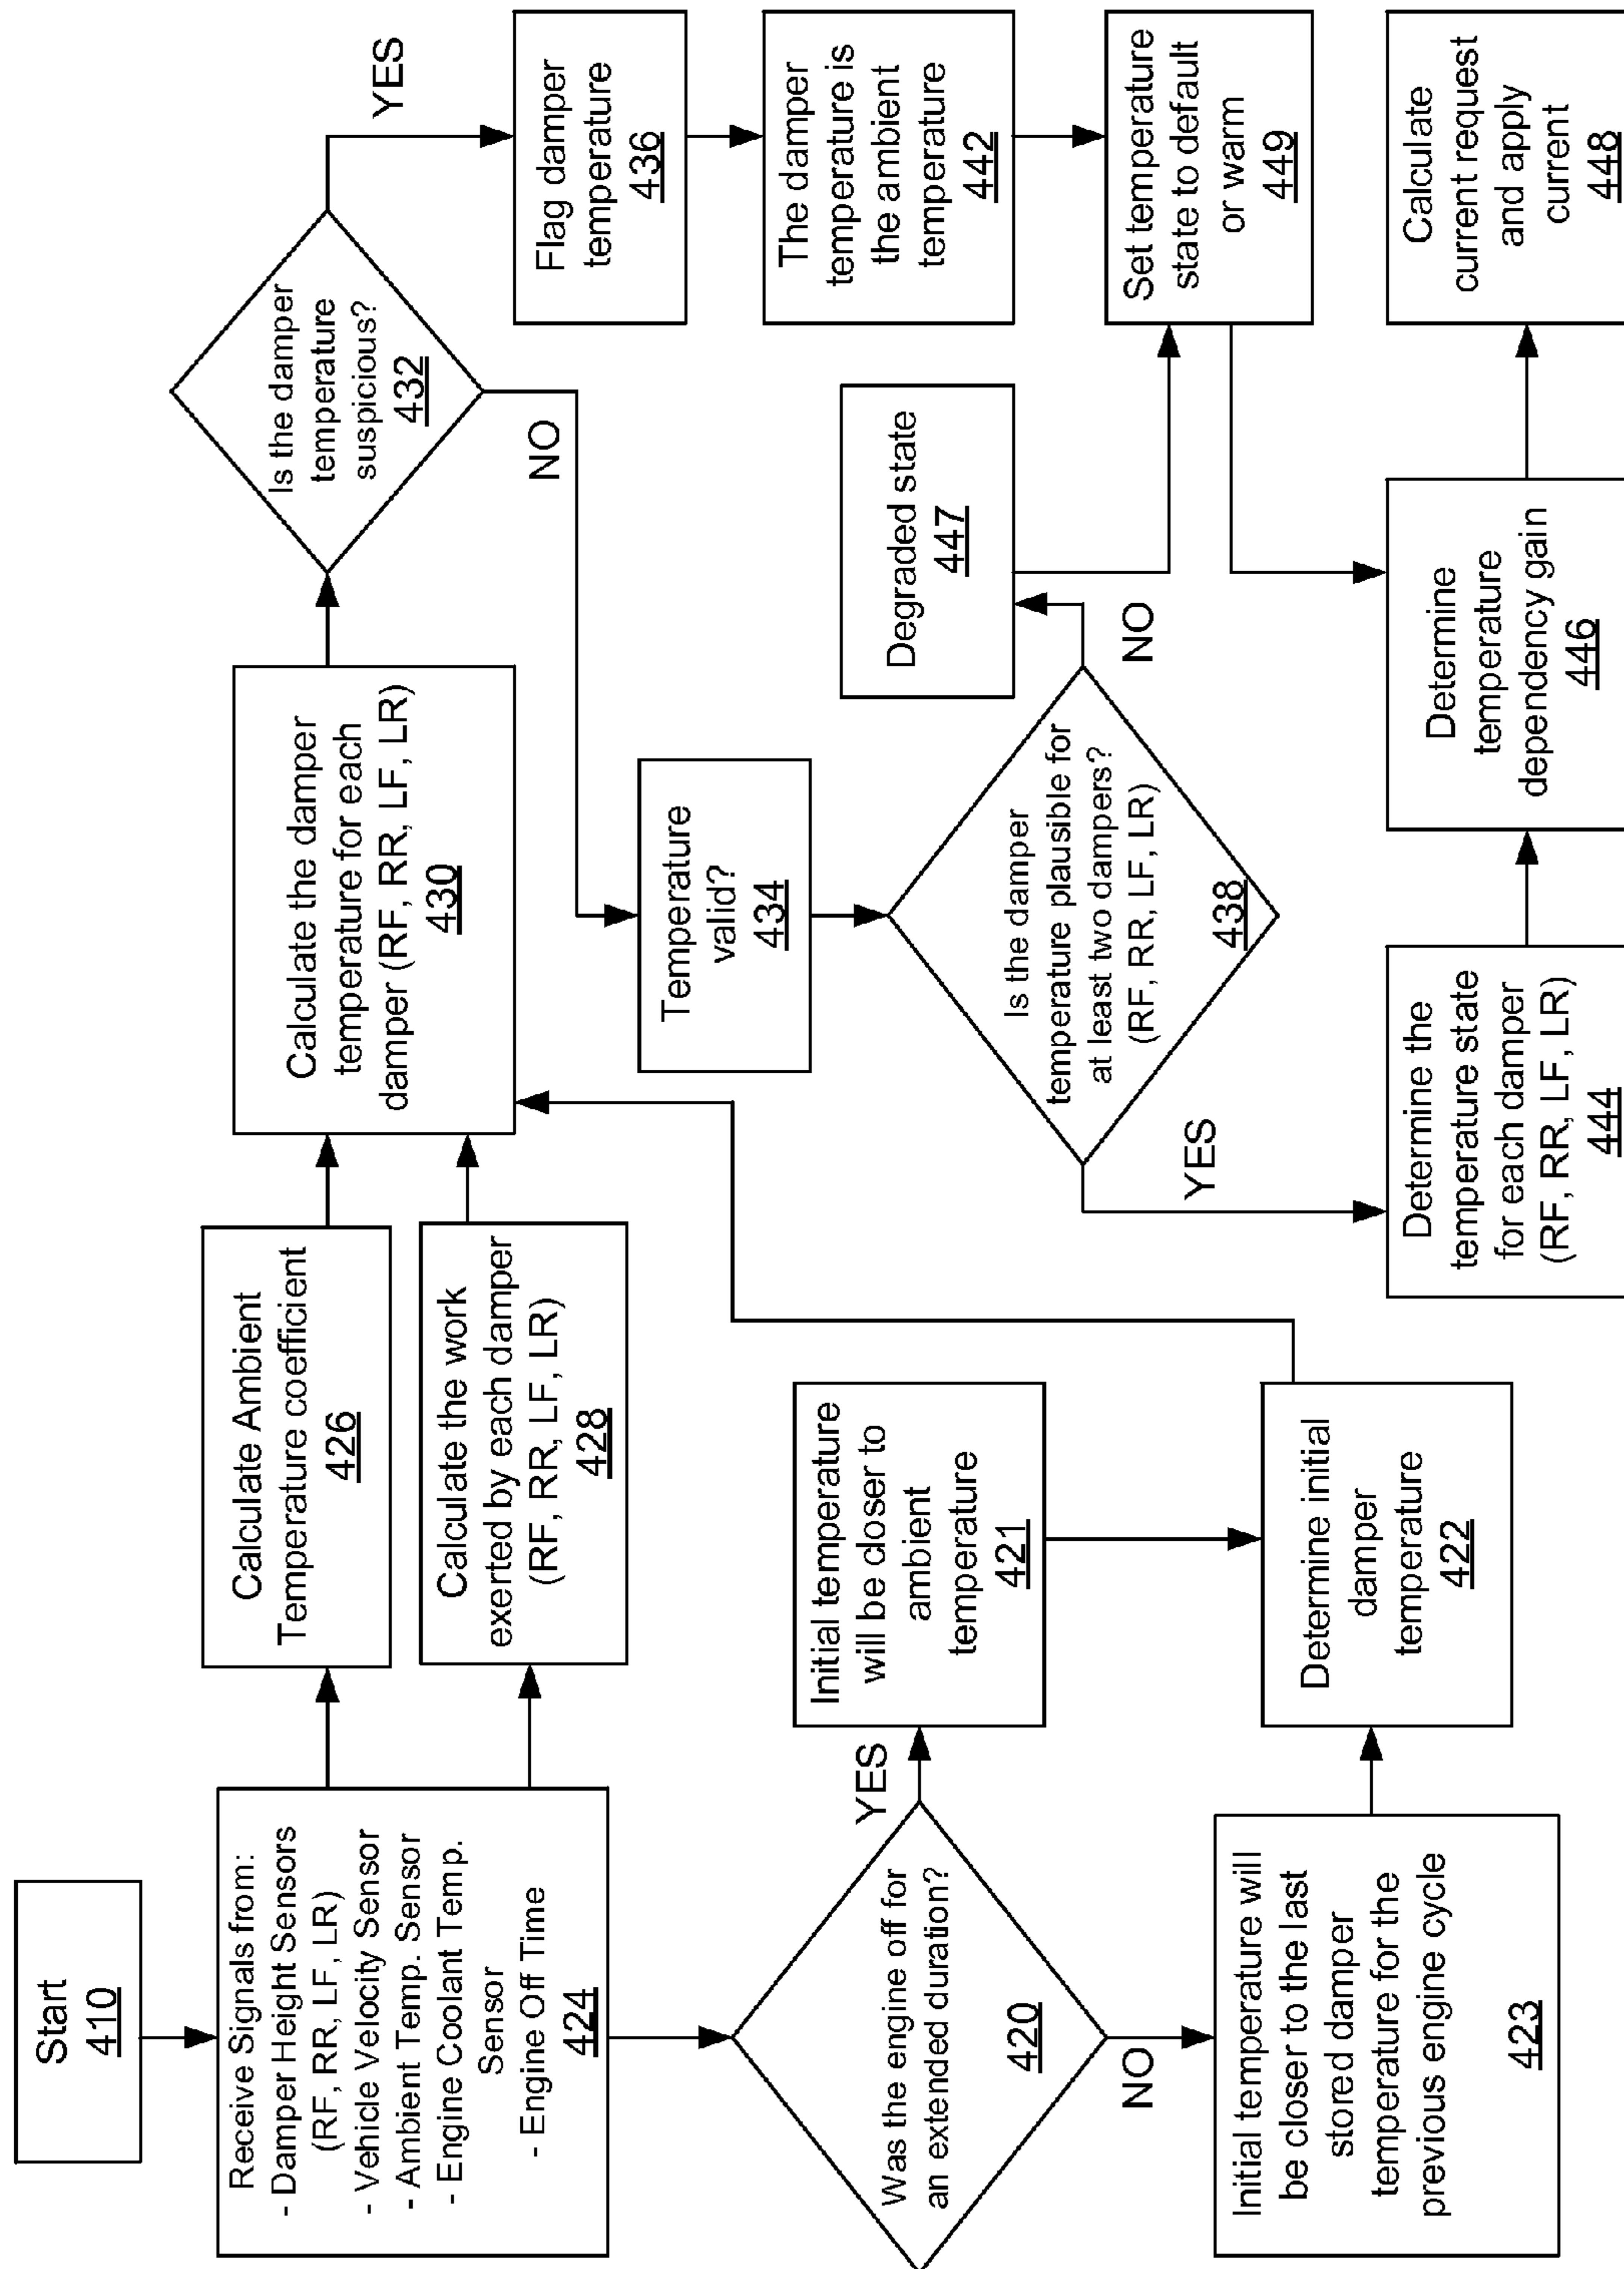 Start
410
Receive Signals from:
- Damper Height Sensors
(RF, RR, LF, LR)
- Vehicle Velocity Sensor
- Ambient Temp. Sensor
- Engine Coolant Temp.
Sensor
- Engine Off Time
424
Calculate Ambient
Temperature coefficient
426
Calculate the work
exerted by each damper
(RF, RR, LF, LR)
428
Was the engine off for
an extended duration?
420
YES
NO
Initial temperature
will be closer to
ambient
temperature
421
Initial temperature will
be closer to the last
stored damper
temperature for the
previous engine cycle
423
Determine initial
damper
temperature
422
Calculate the damper
temperature for each
damper (RF, RR, LF, LR)
430
Is the damper
temperature
suspicious?
432
YES
NO
Flag damper
temperature
436
The damper
temperature is
the ambient
temperature
442
Set temperature
state to default
or warm
449
Temperature
valid?
434
Is the damper
temperature plausible for
at least two dampers?
(RF, RR, LF, LR)
438
YES
NO
Degraded state
447
Determine the
temperature state
for each damper
(RF, RR, LF, LR)
444
Determine
temperature
dependency gain
446
Calculate
current request
and apply
current
448